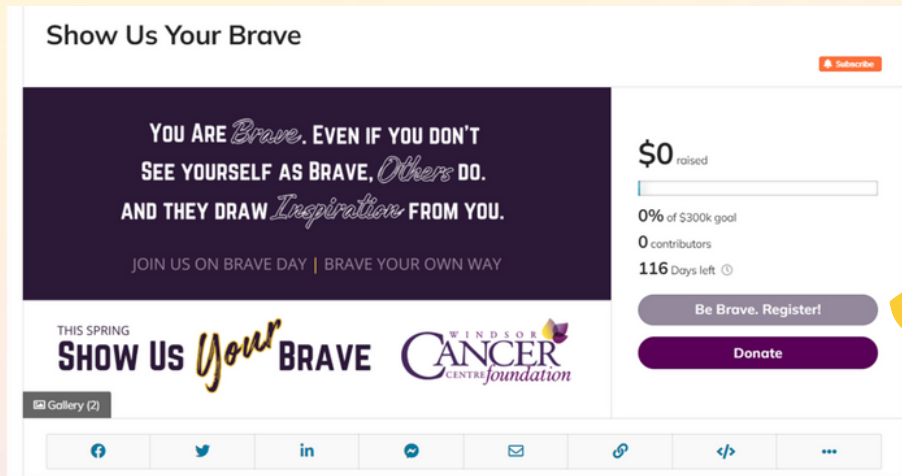 Show Us Your Brave
Subscribe
YOU ARE Brave. EVEN IF YOU DON'T
SEE YOURSELF AS BRAVE, Others DO.
AND THEY DRAW Inspiration FROM YOU.
JOIN US ON BRAVE DAY | BRAVE YOUR OWN WAY
THIS SPRING
SHOW US Your BRAVE
WINDSOR
CANCER
CENTRE foundation
Gallery (2)
$0 raised
0% of $300k goal
0 contributors
116 Days left
Be Brave. Register!
Donate